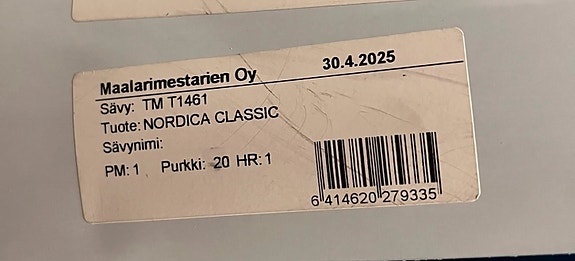 Maalarimestarien Oy 30.4.2025
Sävy: TM T1461
Tuote: NORDICA CLASSIC
Sävynimi:
PM: 1 Purkki: 20 HR: 1
6 414620 279335